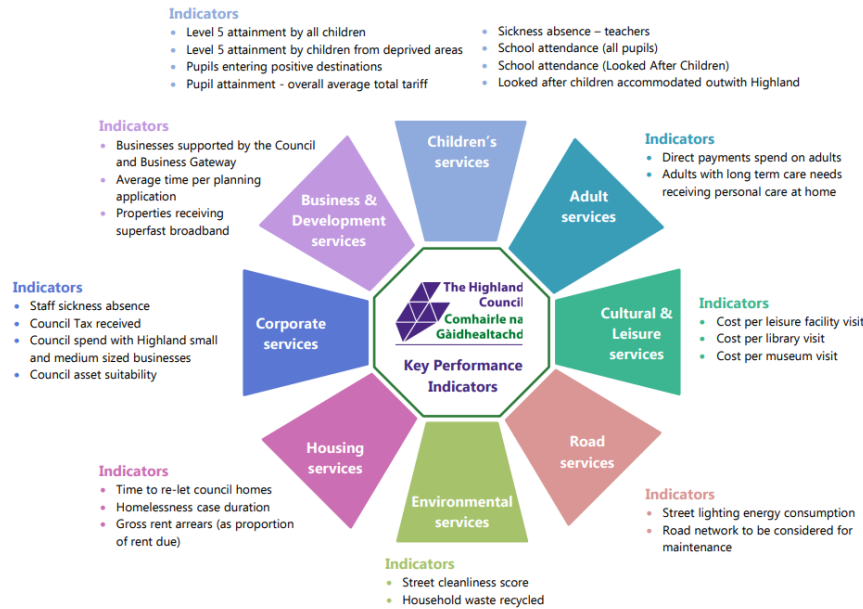 Indicators
Level 5 attainment by all children
Level 5 attainment by children from deprived areas
Pupils entering positive destinations
Pupil attainment - overall average total tariff
Sickness absence – teachers
School attendance (all pupils)
School attendance (Looked After Children)
Looked after children accommodated outwith Highland
Children's
services
Indicators
Businesses supported by the Council
and Business Gateway
Average time per planning
application
Properties receiving
superfast broadband
Business &
Development
services
Indicators
Direct payments spend on adults
Adults with long term care needs
receiving personal care at home
Adult
services
Indicators
Staff sickness absence
Council Tax received
Council spend with Highland small
and medium sized businesses
Council asset suitability
Corporate
services
The Highland
Council
Comhairle na
Gàidhealtachd
Key Performance
Indicators
Cultural &
Leisure
services
Indicators
Cost per leisure facility visit
Cost per library visit
Cost per museum visit
Housing
services
Indicators
Time to re-let council homes
Homelessness case duration
Gross rent arrears (as proportion
of rent due)
Environmental
services
Indicators
Street cleanliness score
Household waste recycled
Road
services
Indicators
Street lighting energy consumption
Road network to be considered for
maintenance